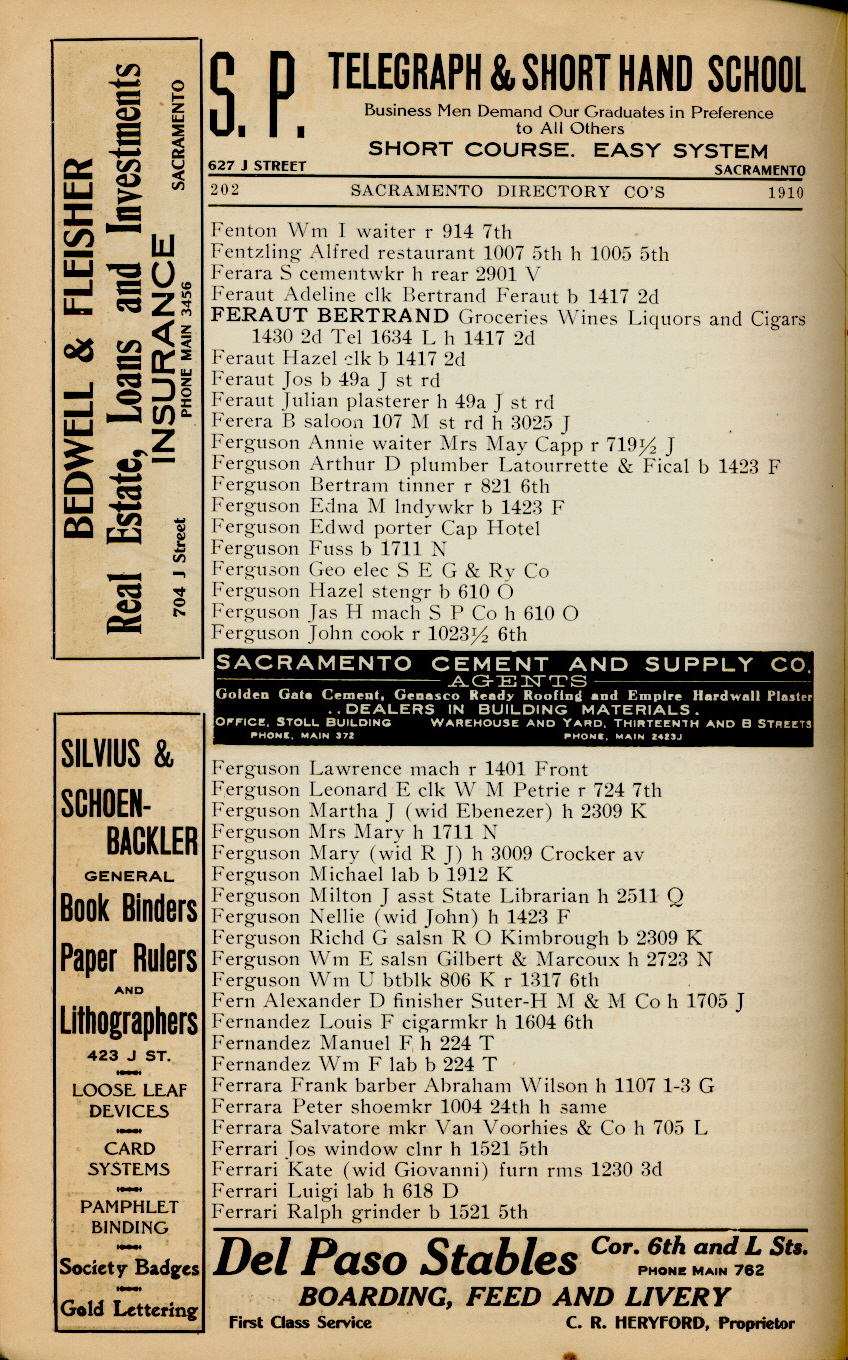 S. P. TELEGRAPH & SHORT HAND SCHOOL
Business Men Demand Our Graduates in Preference
to All Others
SHORT COURSE. EASY SYSTEM
627 J STREET SACRAMENTO
202 SACRAMENTO DIRECTORY CO'S 1910
BEDWELL & FLEISHER
Real Estate, Loans and Investments
INSURANCE
704 J Street PHONE MAIN 3456 SACRAMENTO
Fenton Wm I waiter r 914 7th
Fentzling Alfred restaurant 1007 5th h 1005 5th
Ferara S cementwkr h rear 2901 V
Feraut Adeline clk Bertrand Feraut b 1417 2d
FERAUT BERTRAND Groceries Wines Liquors and Cigars
1430 2d Tel 1634 L h 1417 2d
Feraut Hazel clk b 1417 2d
Feraut Jos b 49a J st rd
Feraut Julian plasterer h 49a J st rd
Ferera B saloon 107 M st rd h 3025 J
Ferguson Annie waiter Mrs May Capp r 719½ J
Ferguson Arthur D plumber Latourrette & Fical b 1423 F
Ferguson Bertram tinner r 821 6th
Ferguson Edna M lndywkr b 1423 F
Ferguson Edwd porter Cap Hotel
Ferguson Fuss b 1711 N
Ferguson Geo elec S E G & Ry Co
Ferguson Hazel stengr b 610 O
Ferguson Jas H mach S P Co h 610 O
Ferguson John cook r 1023½ 6th
SACRAMENTO CEMENT AND SUPPLY CO.
AGENTS
Golden Gate Cement, Genasco Ready Roofing and Empire Hardwall Plaster
..DEALERS IN BUILDING MATERIALS.
OFFICE, STOLL BUILDING WAREHOUSE AND YARD, THIRTEENTH AND B STREETS
PHONE, MAIN 372 PHONE, MAIN 2423J
SILVIUS &
SCHOEN-
BACKLER
GENERAL
Book Binders
Paper Rulers
AND
Lithographers
423 J ST.
LOOSE LEAF
DEVICES
CARD
SYSTEMS
PAMPHLET
BINDING
Society Badges
Gold Lettering
Ferguson Lawrence mach r 1401 Front
Ferguson Leonard E clk W M Petrie r 724 7th
Ferguson Martha J (wid Ebenezer) h 2309 K
Ferguson Mrs Mary h 1711 N
Ferguson Mary (wid R J) h 3009 Crocker av
Ferguson Michael lab b 1912 K
Ferguson Milton J asst State Librarian h 2511 Q
Ferguson Nellie (wid John) h 1423 F
Ferguson Richd G salsn R O Kimbrough b 2309 K
Ferguson Wm E salsn Gilbert & Marcoux h 2723 N
Ferguson Wm U btblk 806 K r 1317 6th
Fern Alexander D finisher Suter-H M & M Co h 1705 J
Fernandez Louis F cigarmkr h 1604 6th
Fernandez Manuel F h 224 T
Fernandez Wm F lab b 224 T
Ferrara Frank barber Abraham Wilson h 1107 1-3 G
Ferrara Peter shoemkr 1004 24th h same
Ferrara Salvatore mkr Van Voorhies & Co h 705 L
Ferrari Jos window clnr h 1521 5th
Ferrari Kate (wid Giovanni) furn rms 1230 3d
Ferrari Luigi lab h 618 D
Ferrari Ralph grinder b 1521 5th
Del Paso Stables Cor. 6th and L Sts.
PHONE MAIN 762
BOARDING, FEED AND LIVERY
First Class Service C. R. HERYFORD, Proprietor